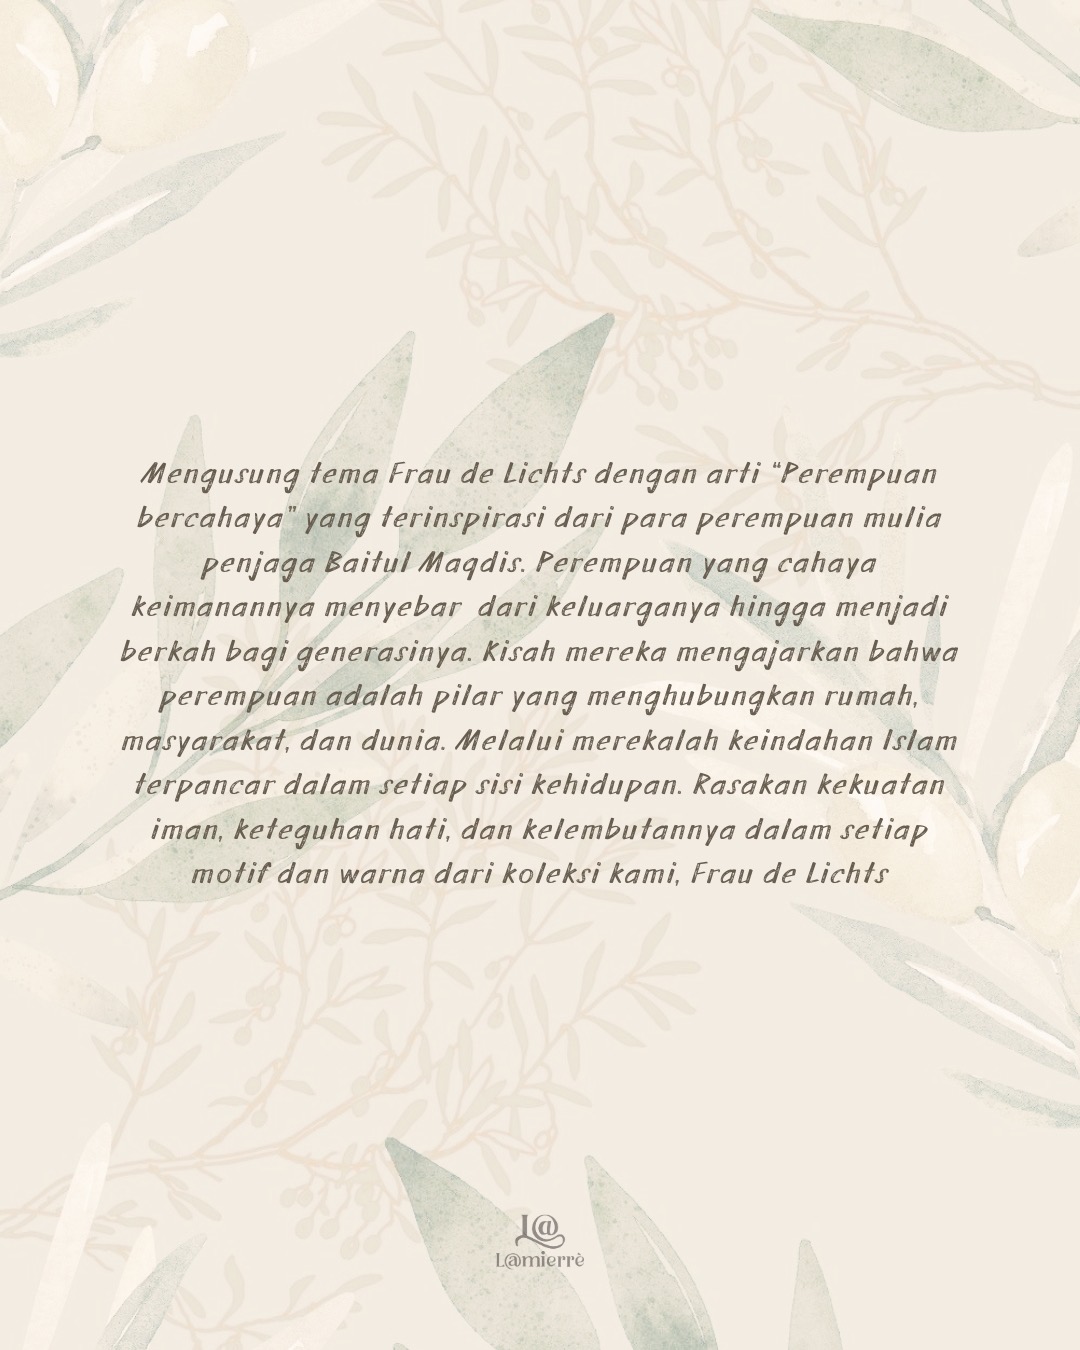 Mengusung tema Frau de Lichts dengan arti "Perempuan
bercahaya" yang terinspirasi dari para perempuan mulia
penjaga Baitul Maqdis. Perempuan yang cahaya
keimanannya menyebar dari keluarganya hingga menjadi
berkah bagi generasinya. Kisah mereka mengajarkan bahwa
perempuan adalah pilar yang menghubungkan rumah,
masyarakat, dan dunia. Melalui merekalah keindahan Islam
terpancar dalam setiap sisi kehidupan. Rasakan kekuatan
iman, keteguhan hati, dan kelembutannya dalam setiap
motif dan warna dari koleksi kami, Frau de Lichts
L@
L@mierrè